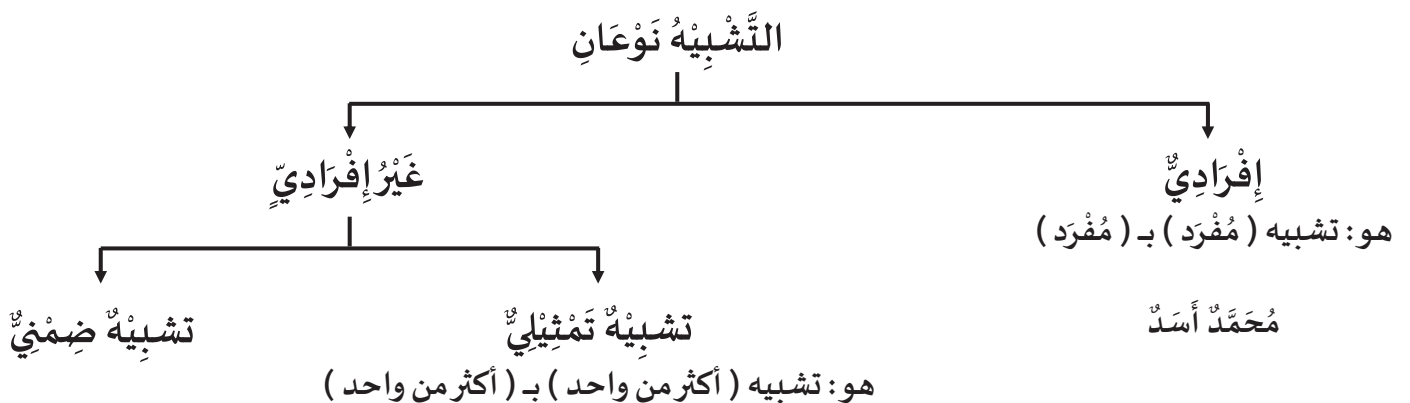 التَّشْبِيْهُ نَوْعَانِ
إِفْرَادِيٌّ
غَيْرُ إِفْرَادِيٍّ
هو : تشبيه ( مُفْرَد ) بـ ( مُفْرَد )
مُحَمَّدٌ أَسَدٌ
تشبِيْهٌ تَمْثِيْلِيٌّ
تشبِيْهٌ ضِمْنِيٌّ
هو : تشبيه ( أكثر من واحد ) بـ ( أكثر من واحد )